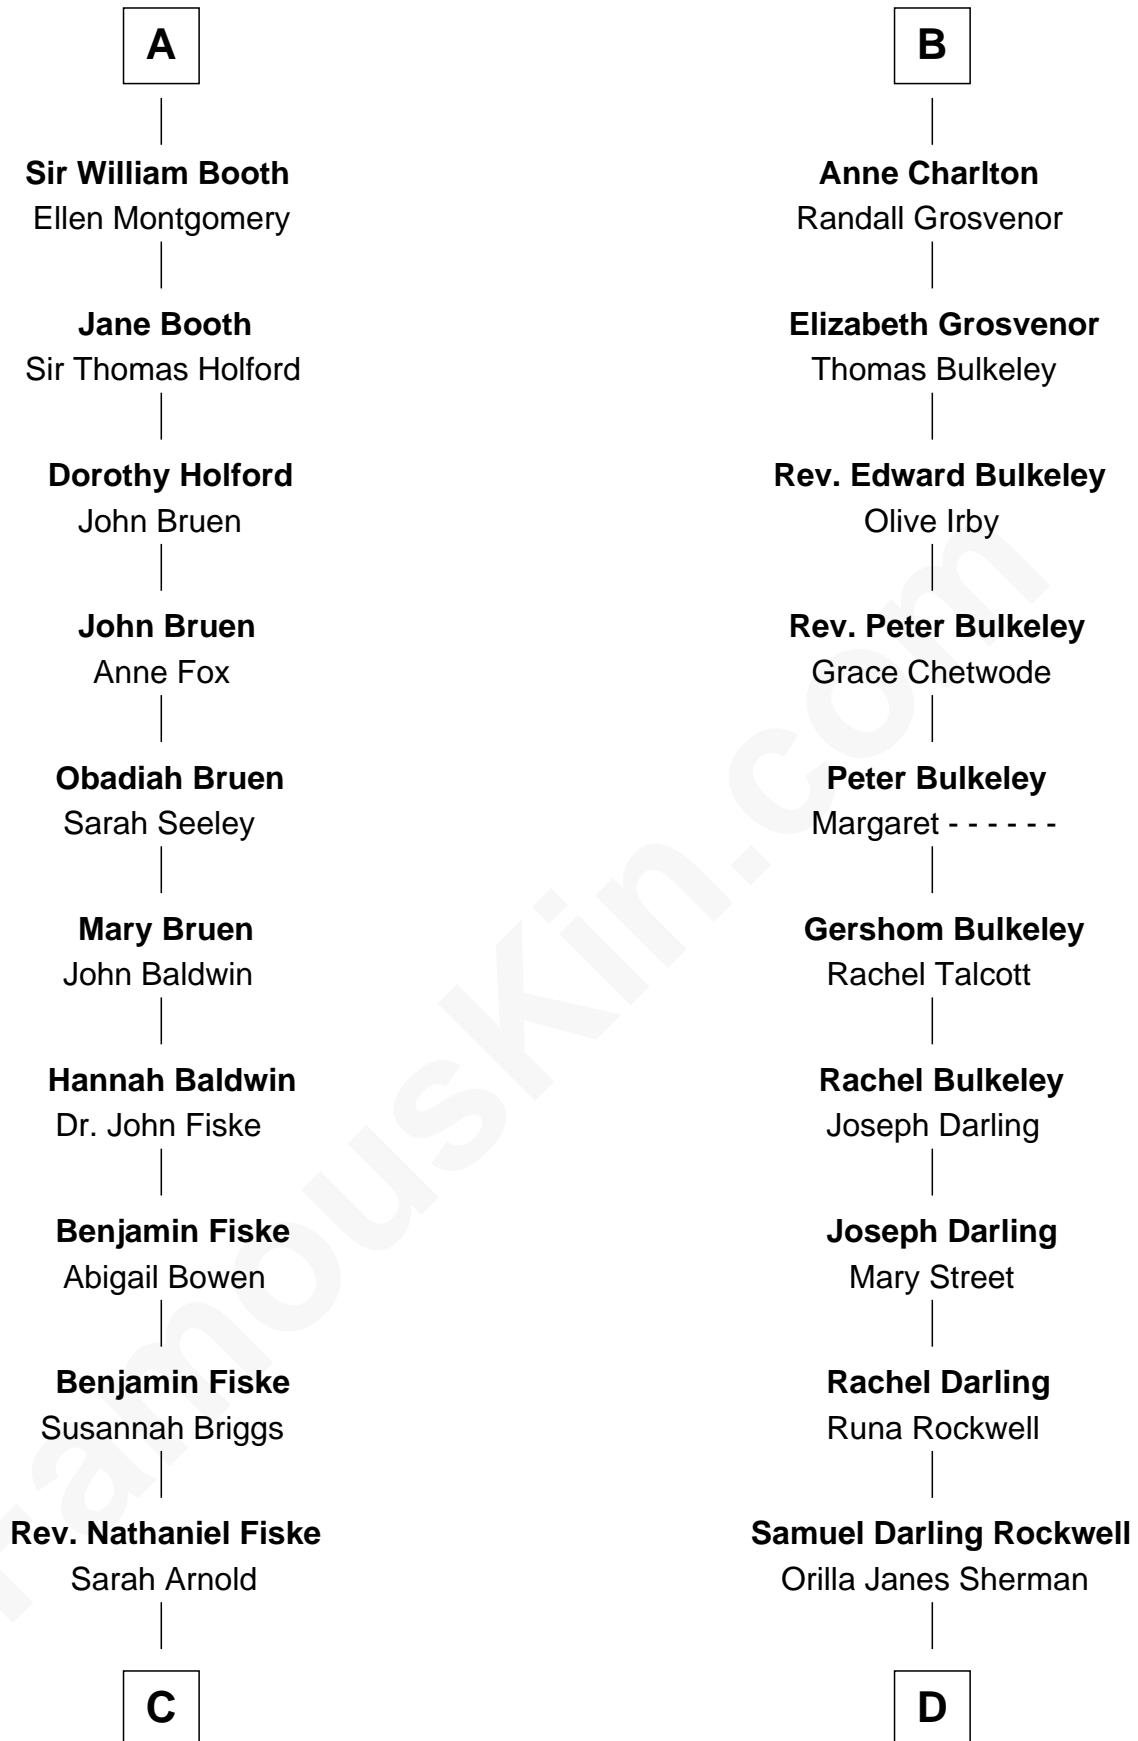 A
Sir William Booth
Ellen Montgomery
Jane Booth
Sir Thomas Holford
Dorothy Holford
John Bruen
John Bruen
Anne Fox
Obadiah Bruen
Sarah Seeley
Mary Bruen
John Baldwin
Hannah Baldwin
Dr. John Fiske
Benjamin Fiske
Abigail Bowen
Benjamin Fiske
Susannah Briggs
Rev. Nathaniel Fiske
Sarah Arnold
C
B
Anne Charlton
Randall Grosvenor
Elizabeth Grosvenor
Thomas Bulkeley
Rev. Edward Bulkeley
Olive Irby
Rev. Peter Bulkeley
Grace Chetwode
Peter Bulkeley
Margaret - - - - - -
Gershom Bulkeley
Rachel Talcott
Rachel Bulkeley
Joseph Darling
Joseph Darling
Mary Street
Rachel Darling
Runa Rockwell
Samuel Darling Rockwell
Orilla Janes Sherman
D
FamousKin.com